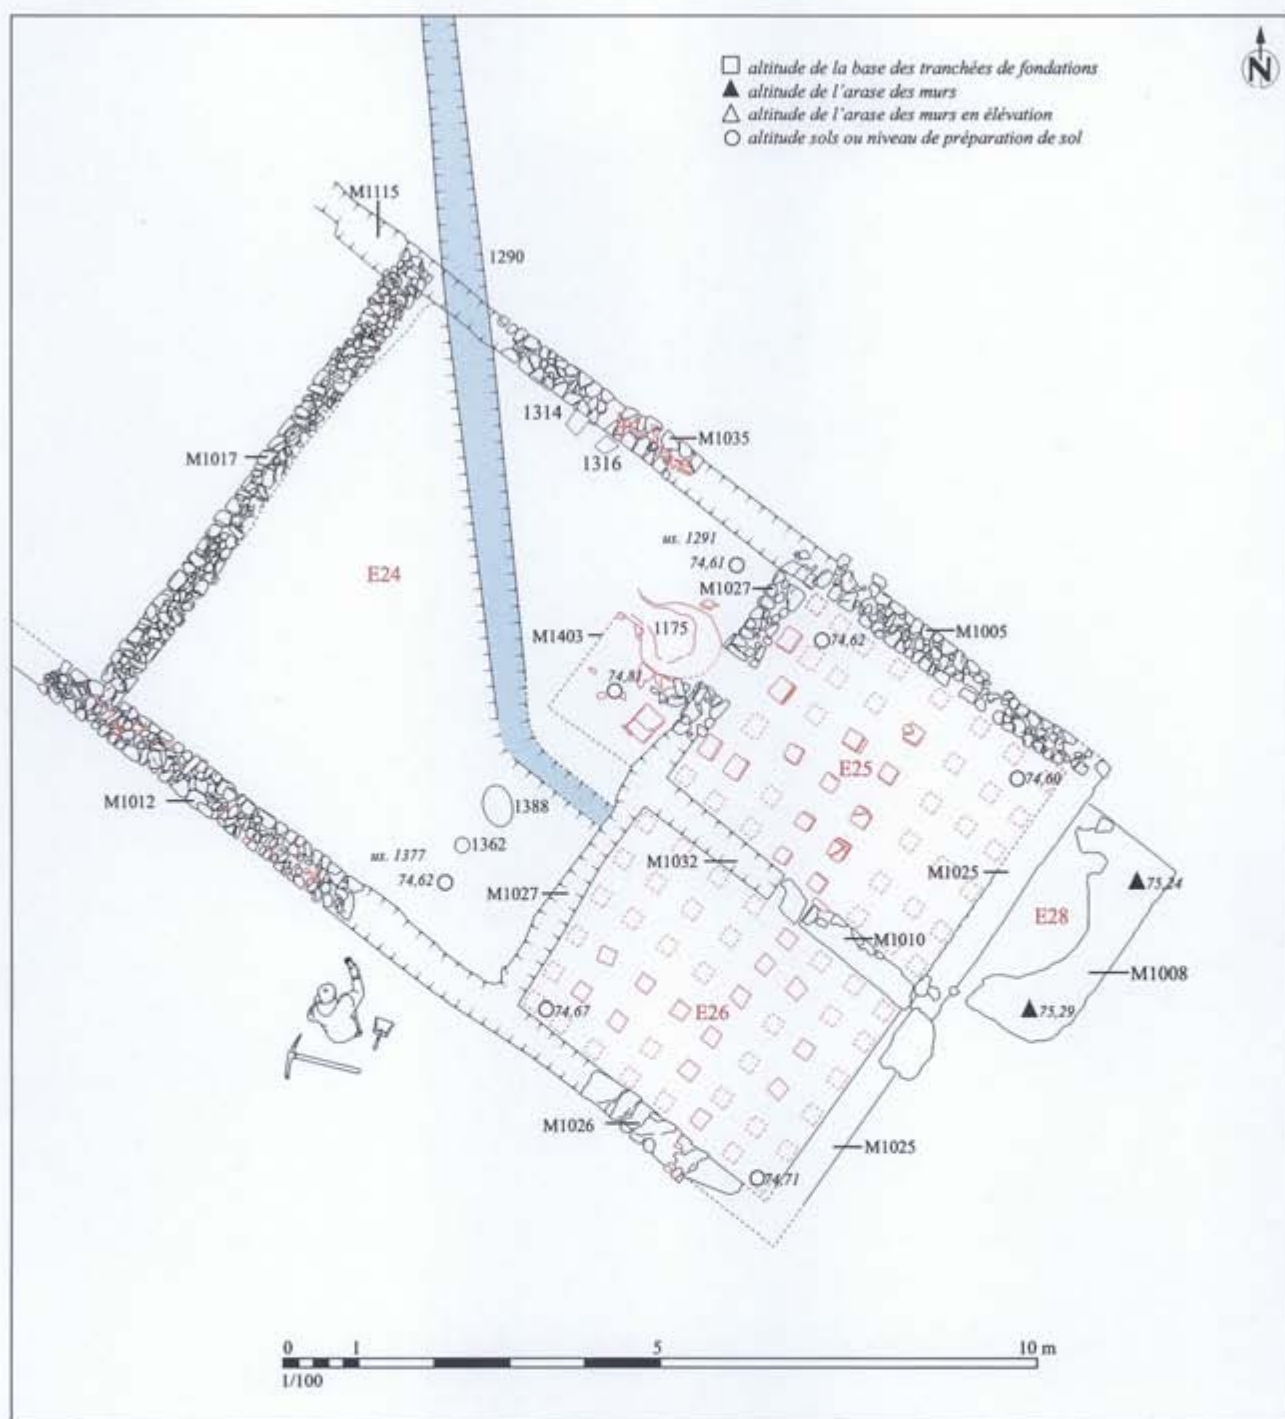 altitude de la base des tranchées de fondations
altitude de l'arase des murs
altitude de l'arase des murs en élévation
altitude sols ou niveau de préparation de sol
N
M1115
1290
1314
M1035
1316
M1017
us. 1291
74,61
E24
M1027
1175
M1403
74,62
M1005
74,81
E25
74,60
M1012
1388
1362
us. 1377
74,62
M1032
M1025
75,24
M1027
E28
M1010
M1008
74,67
E26
75,29
M1026
M1025
74,71
0 1 5 10 m
1/100